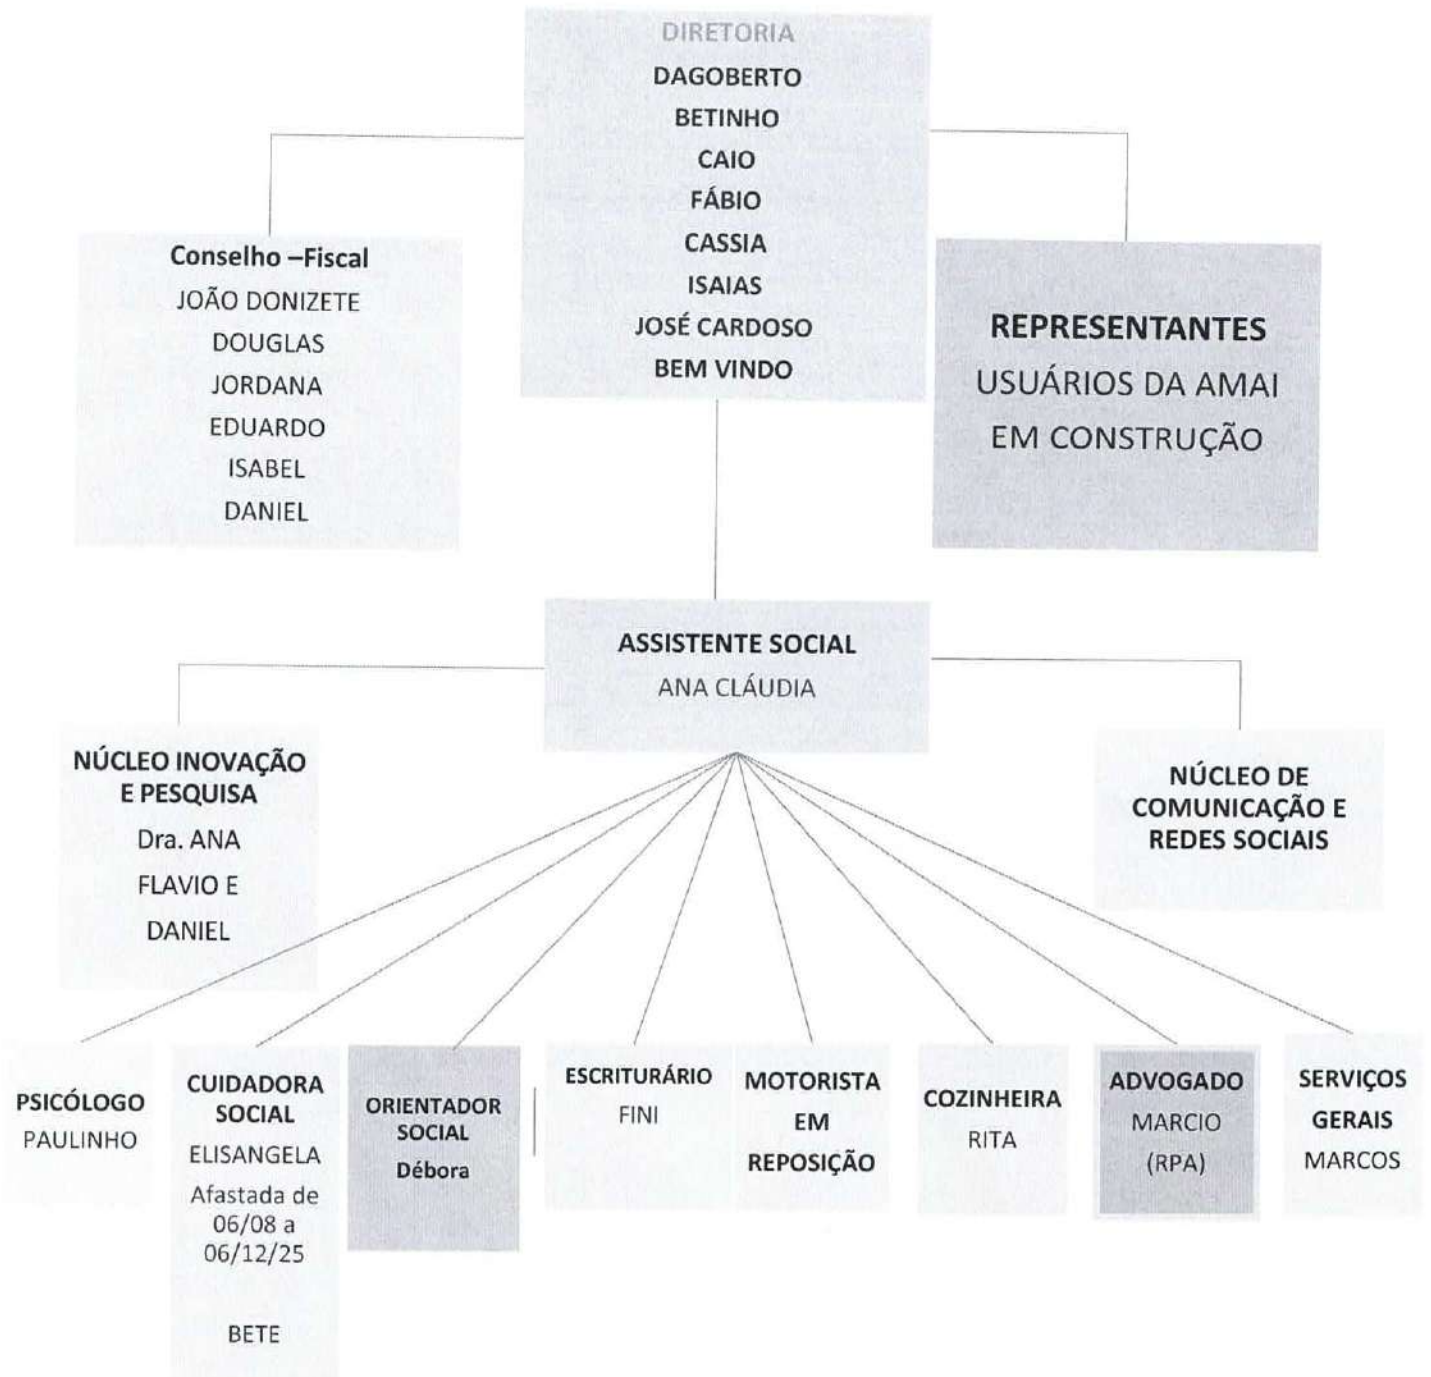 DIRETORIA
DAGOBERTO
BETINHO
CAIO
FÁBIO
CASSIA
ISAIAS
JOSÉ CARDOSO
BEM VINDO
Conselho –Fiscal
JOÃO DONIZETE
DOUGLAS
JORDANA
EDUARDO
ISABEL
DANIEL
REPRESENTANTES
USUÁRIOS DA AMAI
EM CONSTRUÇÃO
ASSISTENTE SOCIAL
ANA CLÁUDIA
NÚCLEO INOVAÇÃO
E PESQUISA
Dra. ANA
FLAVIO E
DANIEL
NÚCLEO DE
COMUNICAÇÃO E
REDES SOCIAIS
PSICÓLOGO
PAULINHO
CUIDADORA
SOCIAL
ELISANGELA
Afastada de
06/08 a
06/12/25
BETE
ORIENTADOR
SOCIAL
Débora
ESCRITURÁRIO
FINI
MOTORISTA
EM
REPOSIÇÃO
COZINHEIRA
RITA
ADVOGADO
MARCIO
(RPA)
SERVIÇOS
GERAIS
MARCOS